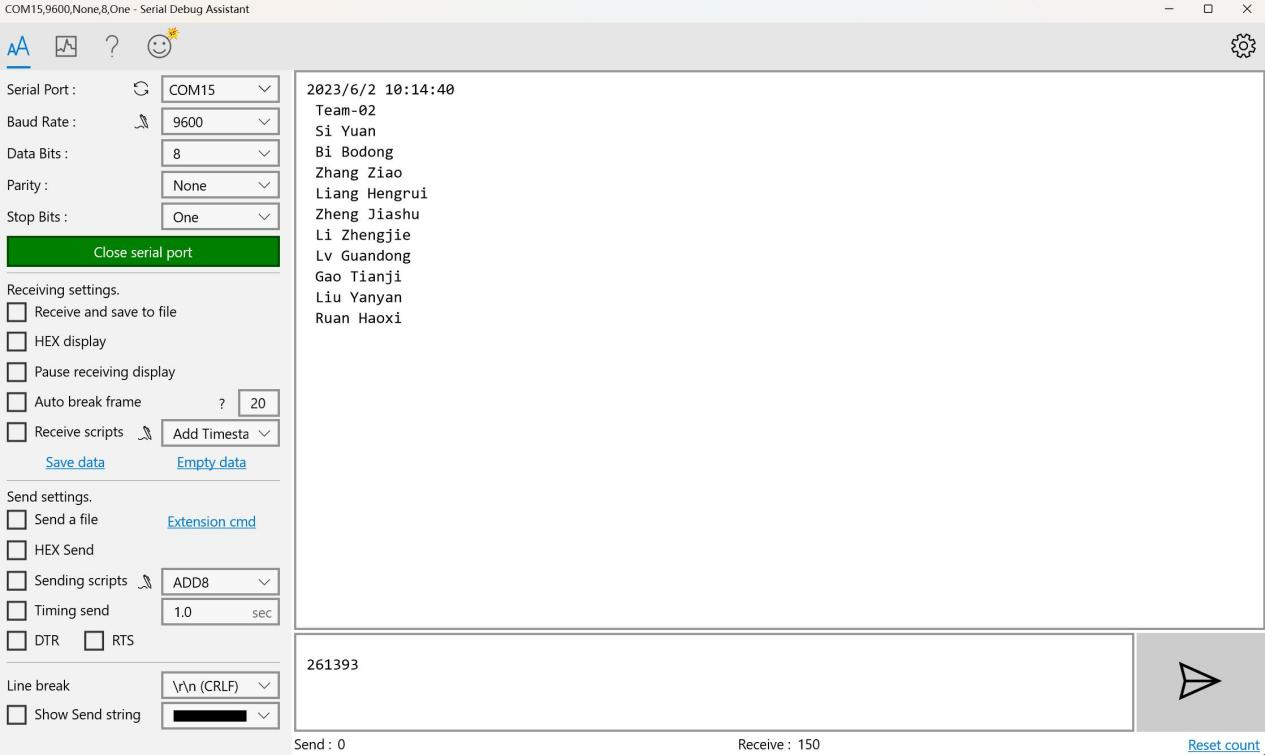 COM15,9600,None,8,One - Serial Debug Assistant
Serial Port :
COM15
Baud Rate :
9600
Data Bits :
8
Parity :
None
Stop Bits :
One
Close serial port
Receiving settings.
Receive and save to file
HEX display
Pause receiving display
Auto break frame ? 20
Receive scripts
Add Timesta
Save data
Empty data
Send settings.
Send a file
Extension cmd
HEX Send
Sending scripts
ADD8
Timing send
1.0 sec
DTR
RTS
Line break
\r\n (CRLF)
Show Send string
2023/6/2 10:14:40
Team-02
Si Yuan
Bi Bodong
Zhang Ziao
Liang Hengrui
Zheng Jiashu
Li Zhengjie
Lv Guandong
Gao Tianji
Liu Yanyan
Ruan Haoxi
261393
Send : 0
Receive : 150
Reset count